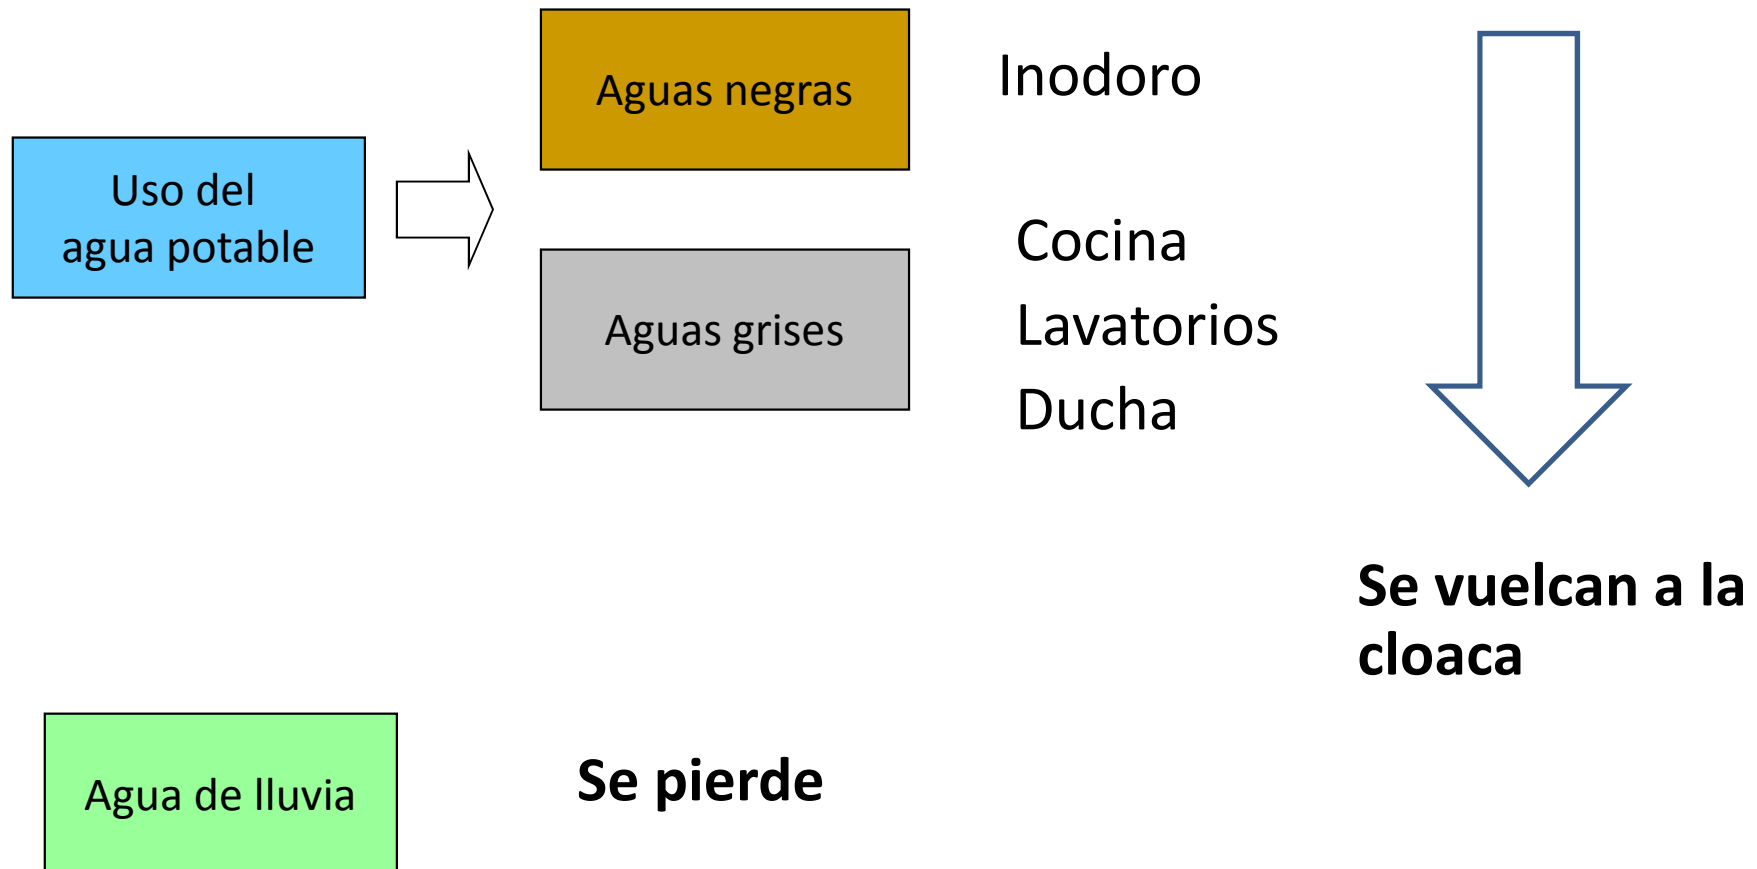 Uso del
agua potable
Aguas negras
Inodoro
Aguas grises
Cocina
Lavatorios
Ducha
Se vuelcan a la
cloaca
Agua de lluvia
Se pierde